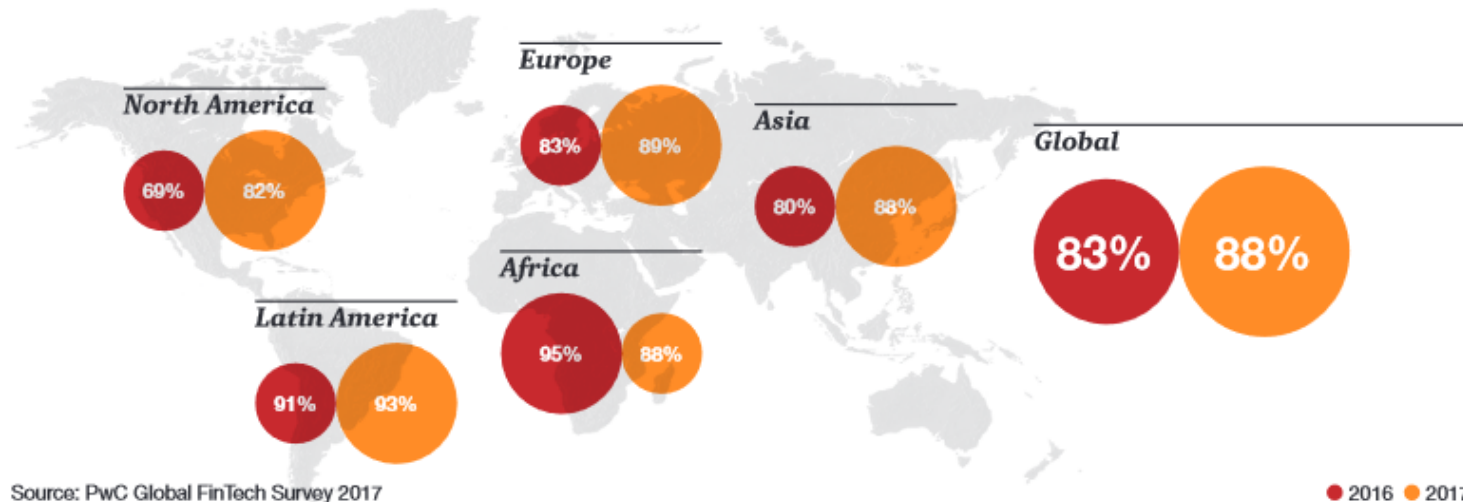 Europe
83% 89%
North America
69% 82%
Asia
80% 88%
Global
83% 88%
Africa
95% 88%
Latin America
91% 93%
Source: PwC Global FinTech Survey 2017
2016 2017